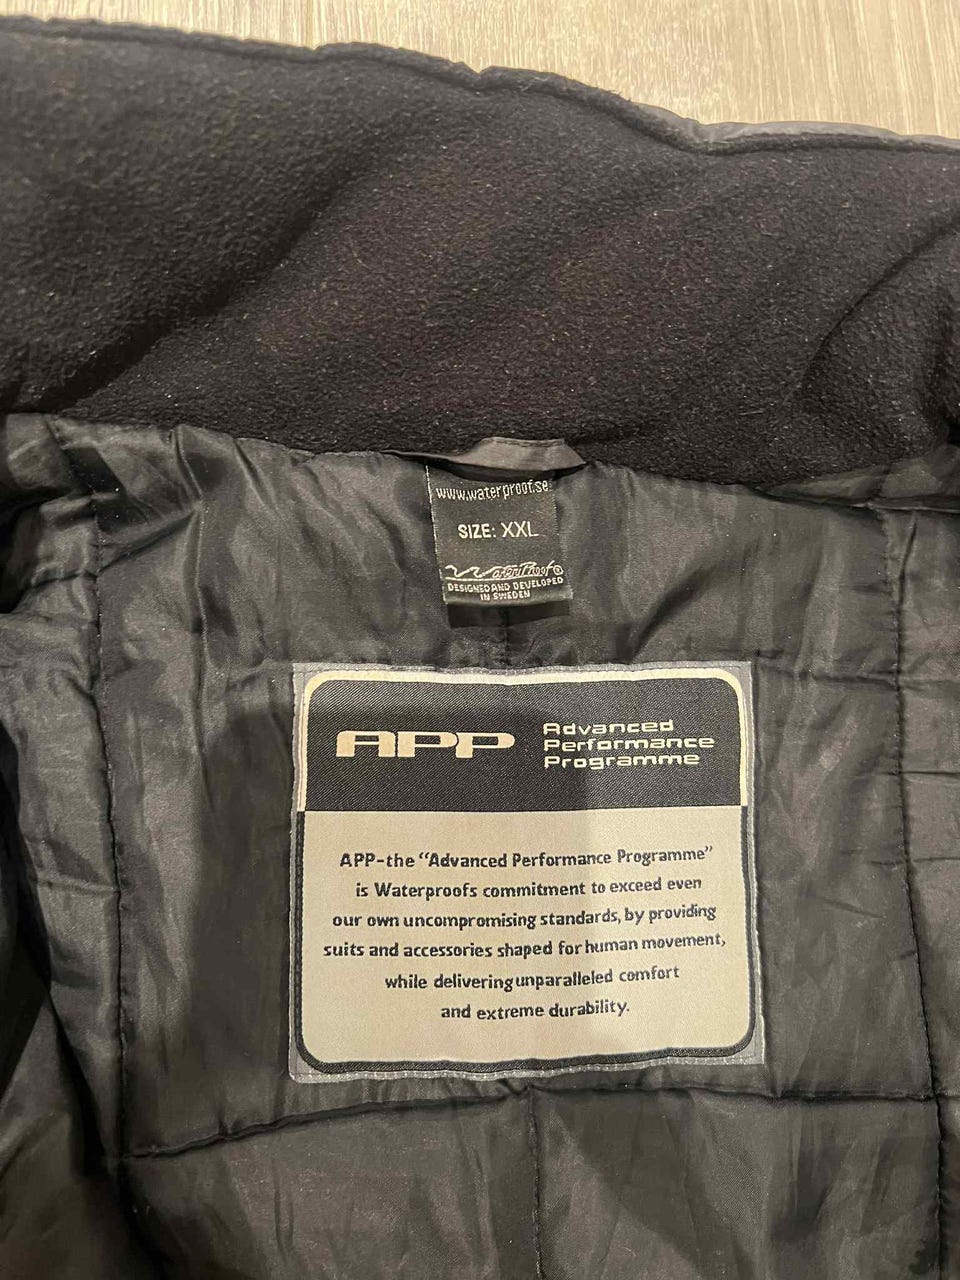 www.waterproof.se
SIZE: XXL
WaterProof®
DESIGNED AND DEVELOPED
IN SWEDEN
APP
Advanced
Performance
Programme
APP-the “Advanced Performance Programme”
is Waterproofs commitment to exceed even
our own uncompromising standards, by providing
suits and accessories shaped for human movement,
while delivering unparalleled comfort
and extreme durability.